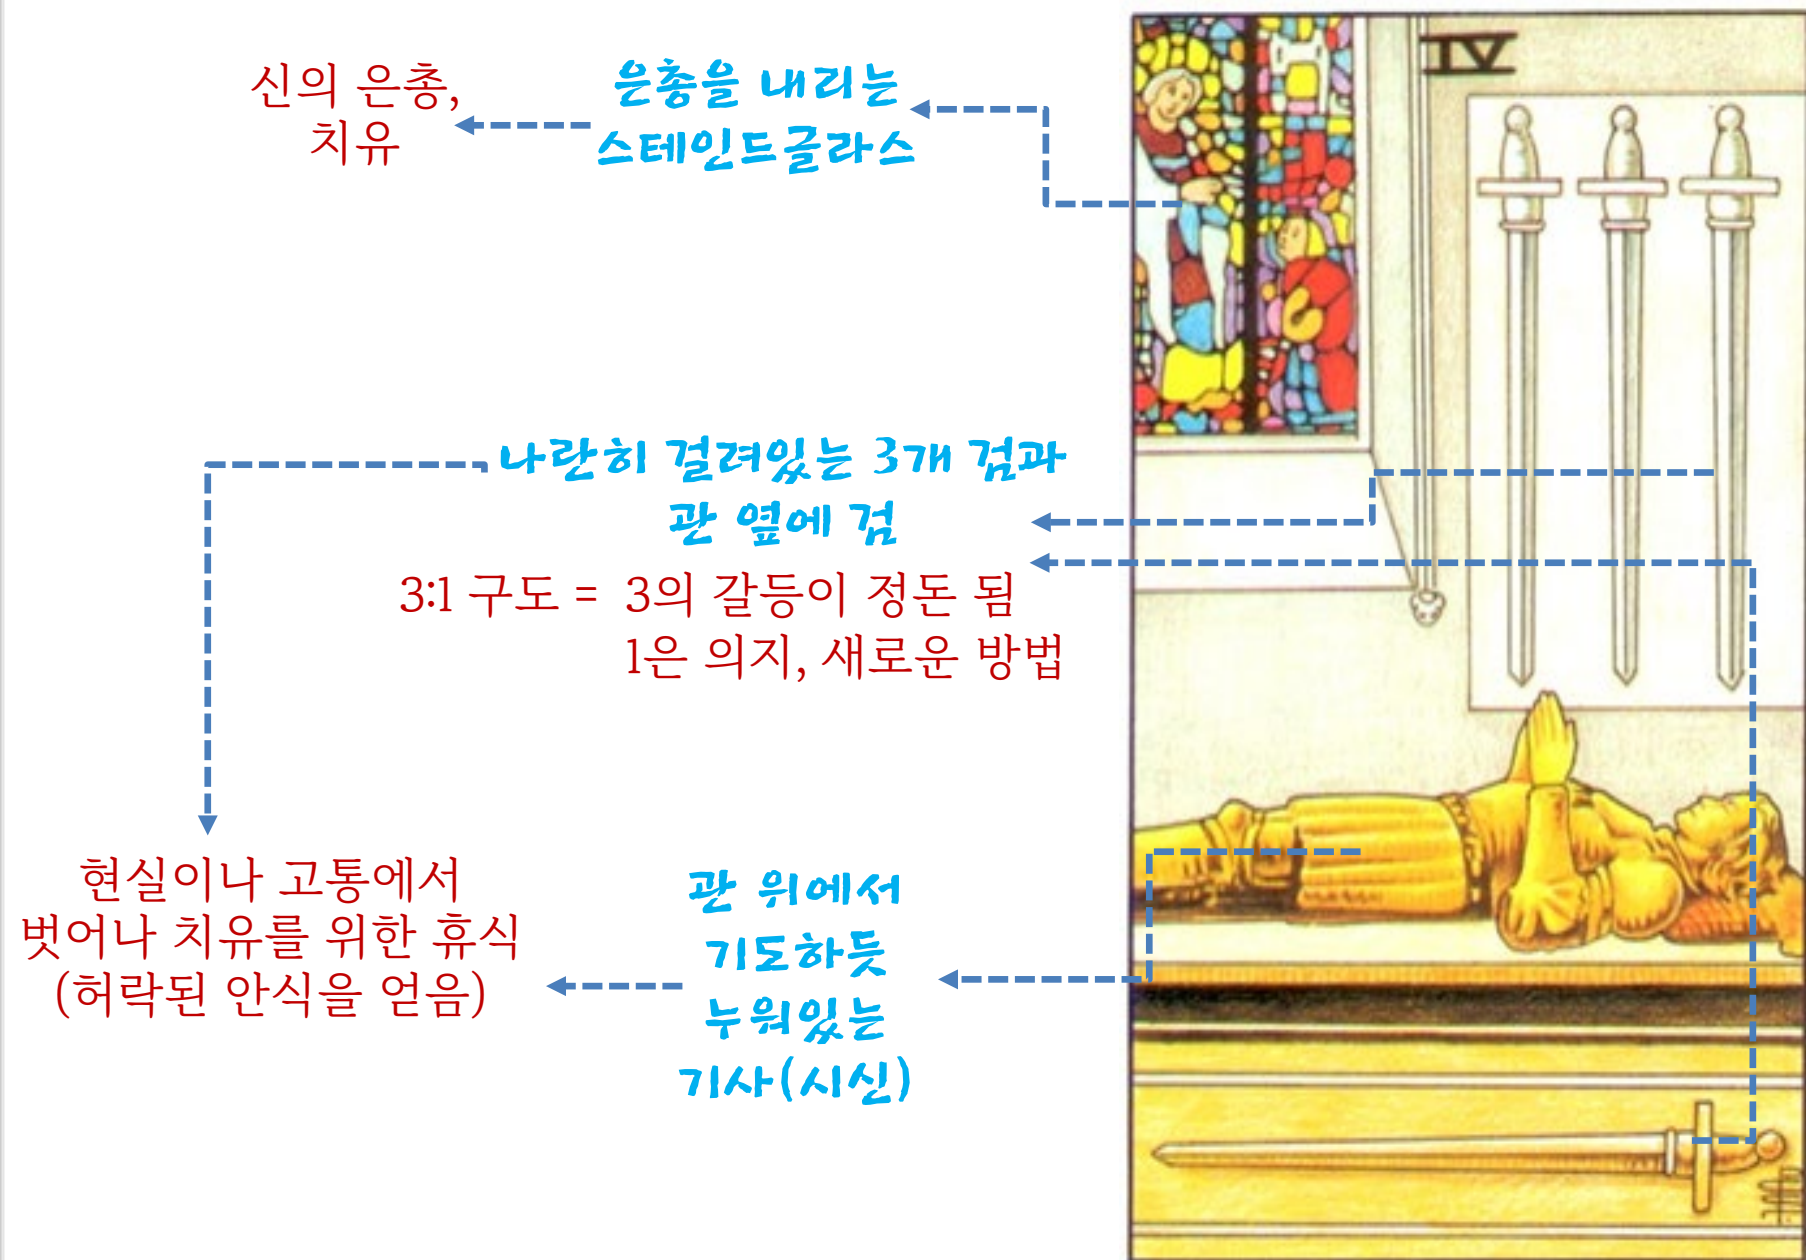 신의 은총,
치유
은총을 내리는
스테인드글라스
IV
나란히 걸려있는 3개 검과
관 옆에 검
3:1 구도 = 3의 갈등이 정돈 됨
1은 의지, 새로운 방법
현실이나 고통에서
벗어나 치유를 위한 휴식
(허락된 안식을 얻음)
관 위에서
기도하듯
누워있는
기사(시신)